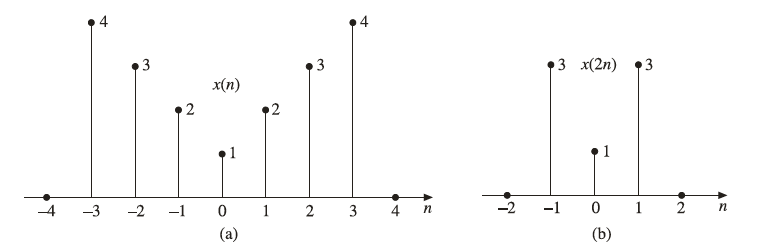 4 4
3 3 3 x(2n) 3
x(n)
2 2
1 1
–4 –3 –2 –1 0 1 2 3 4 n –2 –1 0 1 2 n
(a) (b)